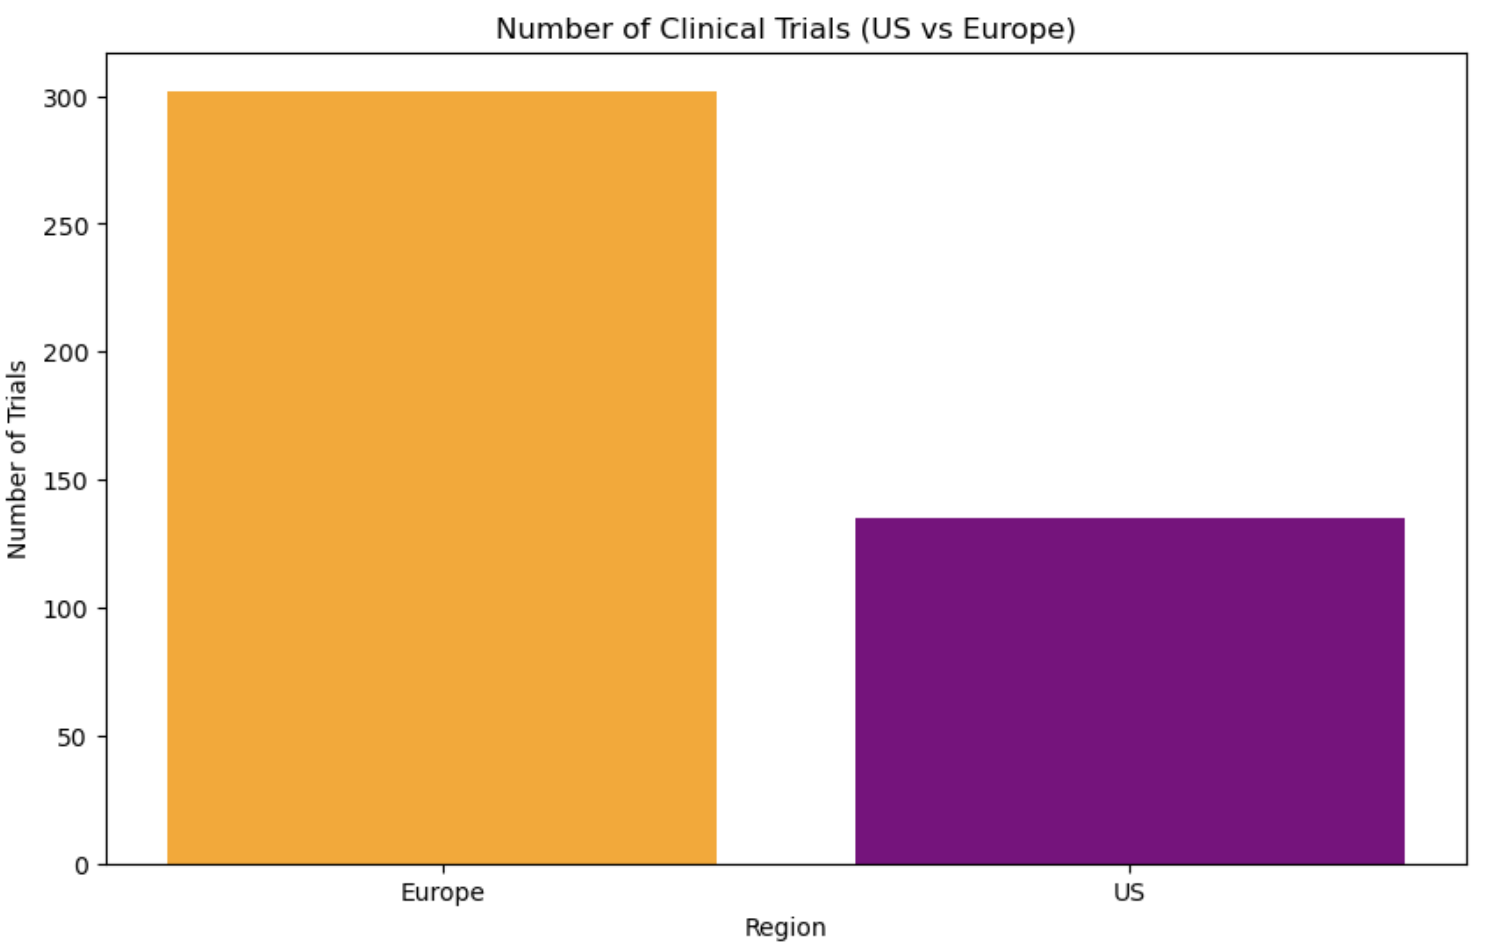 Number of Clinical Trials (US vs Europe)
300
250
200
150
100
50
0
Number of Trials
Europe
US
Region